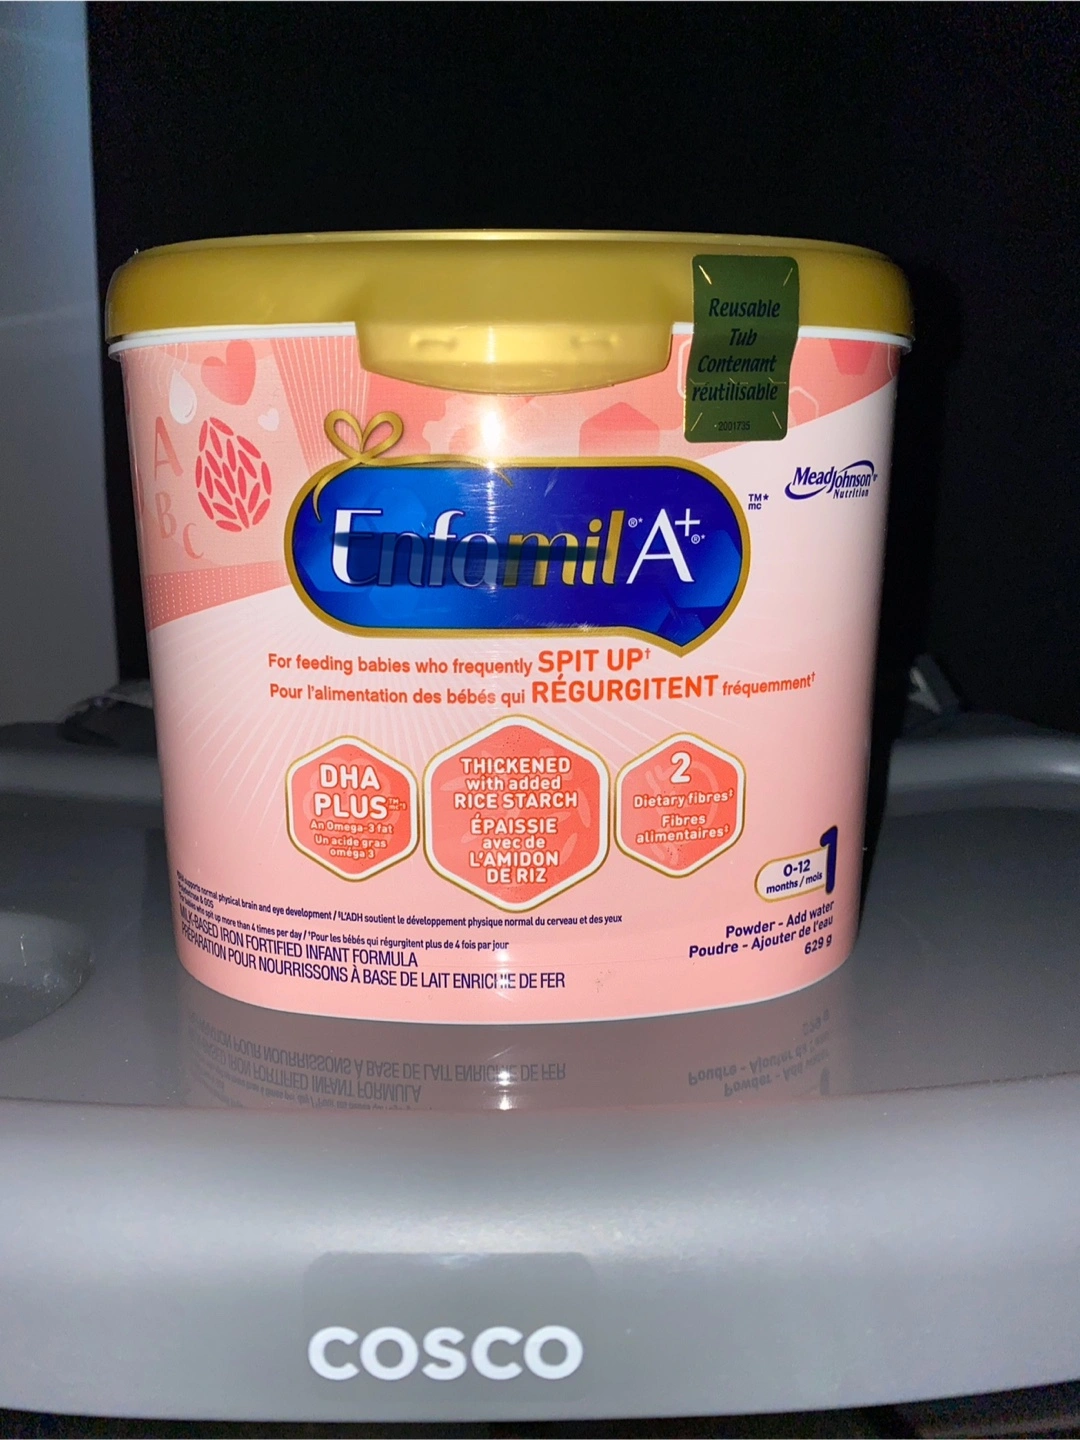 Reusable
Tub
Contenant
réutilisable
2001735
A
B
C
MeadJohnson
Nutrition
Enfamil®* A+®*
TM*
mc
For feeding babies who frequently SPIT UP†
Pour l'alimentation des bébés qui RÉGURGITENT fréquemment†
DHA
PLUS
An Omega-3 fat
Un acide gras
oméga 3
THICKENED
with added
RICE STARCH
ÉPAISSIE
avec de
L'AMIDON
DE RIZ
2
Dietary fibres‡
Fibres
alimentaires‡
0-12
months / mois
1
supports normal physical brain and eye development / L'ADH soutient le développement physique normal du cerveau et des yeux
& GOS
For babies who spit up more than 4 times per day / †Pour les bébés qui régurgitent plus de 4 fois par jour
MILK-BASED IRON FORTIFIED INFANT FORMULA
PRÉPARATION POUR NOURRISSONS À BASE DE LAIT ENRICHIE DE FER
Powder - Add water
Poudre - Ajouter de l'eau
629 g
COSCO